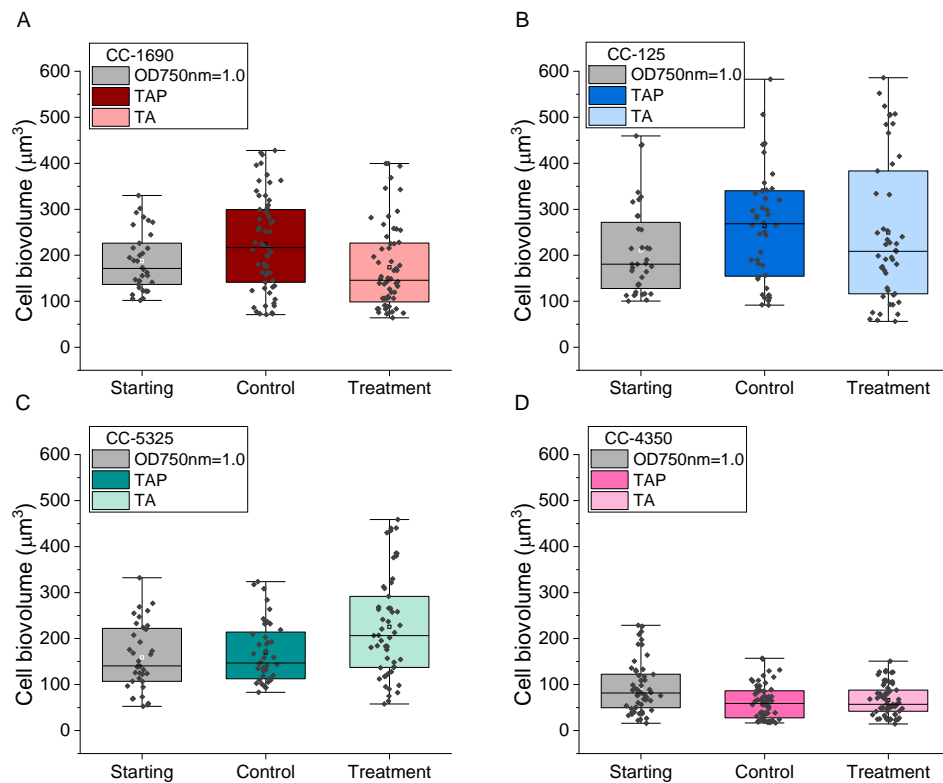 A
CC-1690
OD750nm=1.0
TAP
TA
Cell biovolume (μm³)
600
500
400
300
200
100
0
Starting
Control
Treatment
B
CC-125
OD750nm=1.0
TAP
TA
Cell biovolume (μm³)
600
500
400
300
200
100
0
Starting
Control
Treatment
C
CC-5325
OD750nm=1.0
TAP
TA
Cell biovolume (μm³)
600
500
400
300
200
100
0
Starting
Control
Treatment
D
CC-4350
OD750nm=1.0
TAP
TA
Cell biovolume (μm³)
600
500
400
300
200
100
0
Starting
Control
Treatment